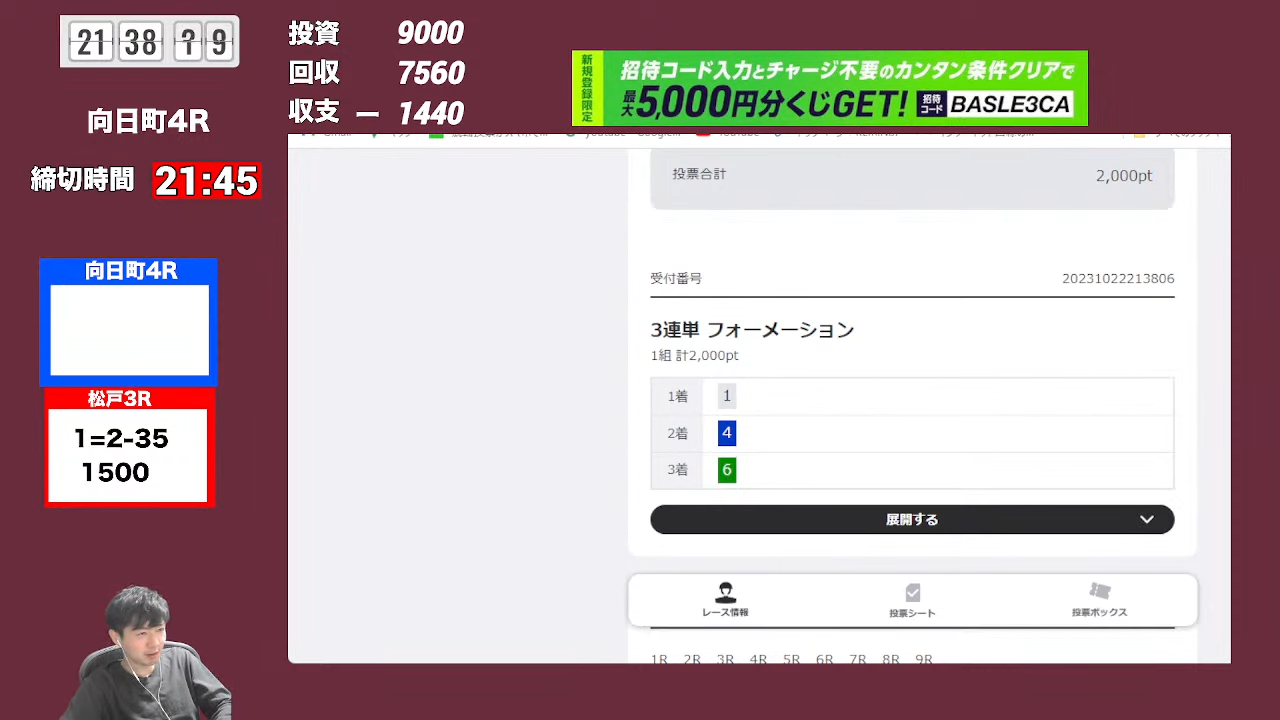 21 38 9
投資 9000
回収 7560
収支 － 1440
向日町4R
締切時間 21:45
新規登録限定
招待コード入力とチャージ不要のカンタン条件クリアで
最大5,000円分くじGET! 招待コード BASLE3CA
投票合計 2,000pt
受付番号 20231022213806
3連単 フォーメーション
1組 計2,000pt
1着 1
2着 4
3着 6
展開する
レース情報 投票シート 投票ボックス
1R 2R 3R 4R 5R 6R 7R 8R 9R
向日町4R
松戸3R
1=2-35
1500